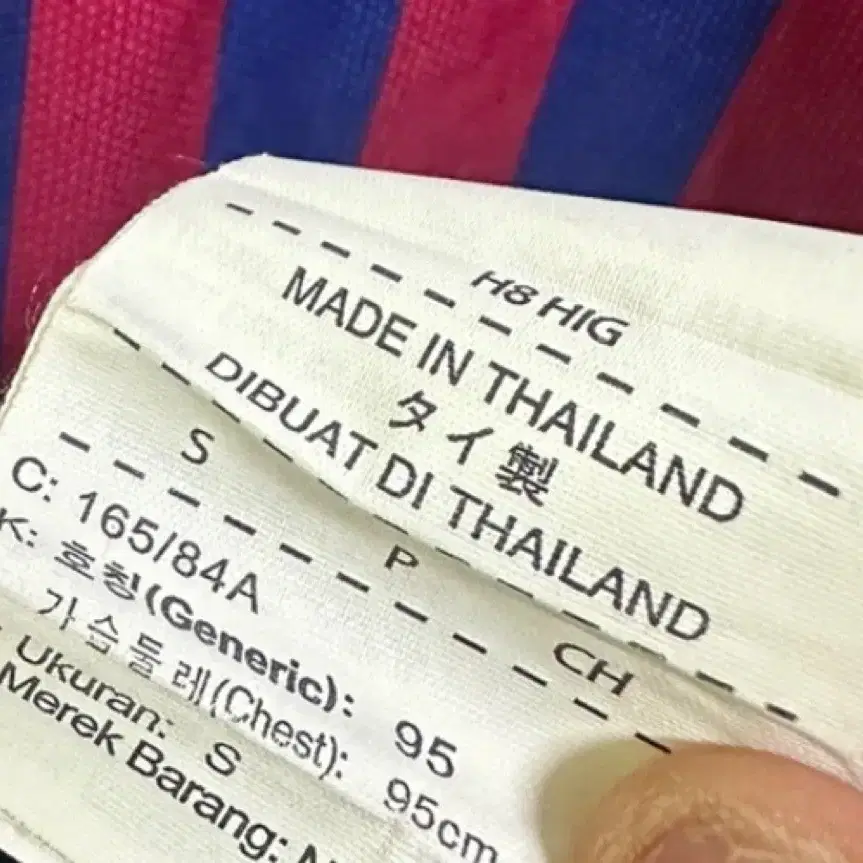 H8 HIG
MADE IN THAILAND
タイ製
DIBUAT DI THAILAND
S P CH
C: 165/84A
K: 호칭(Generic): 95
가슴둘레(Chest): 95cm
Ukuran: S
Merek Barang: